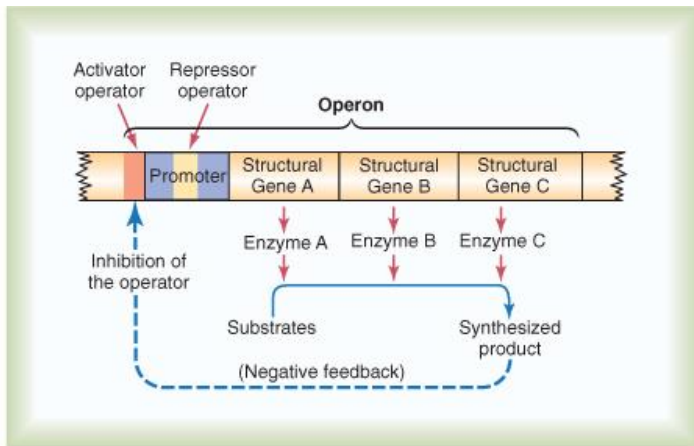 Activator
operator
Repressor
operator
Operon
Promoter
Structural
Gene A
Structural
Gene B
Structural
Gene C
Enzyme A
Enzyme B
Enzyme C
Inhibition of
the operator
Substrates
Synthesized
product
(Negative feedback)